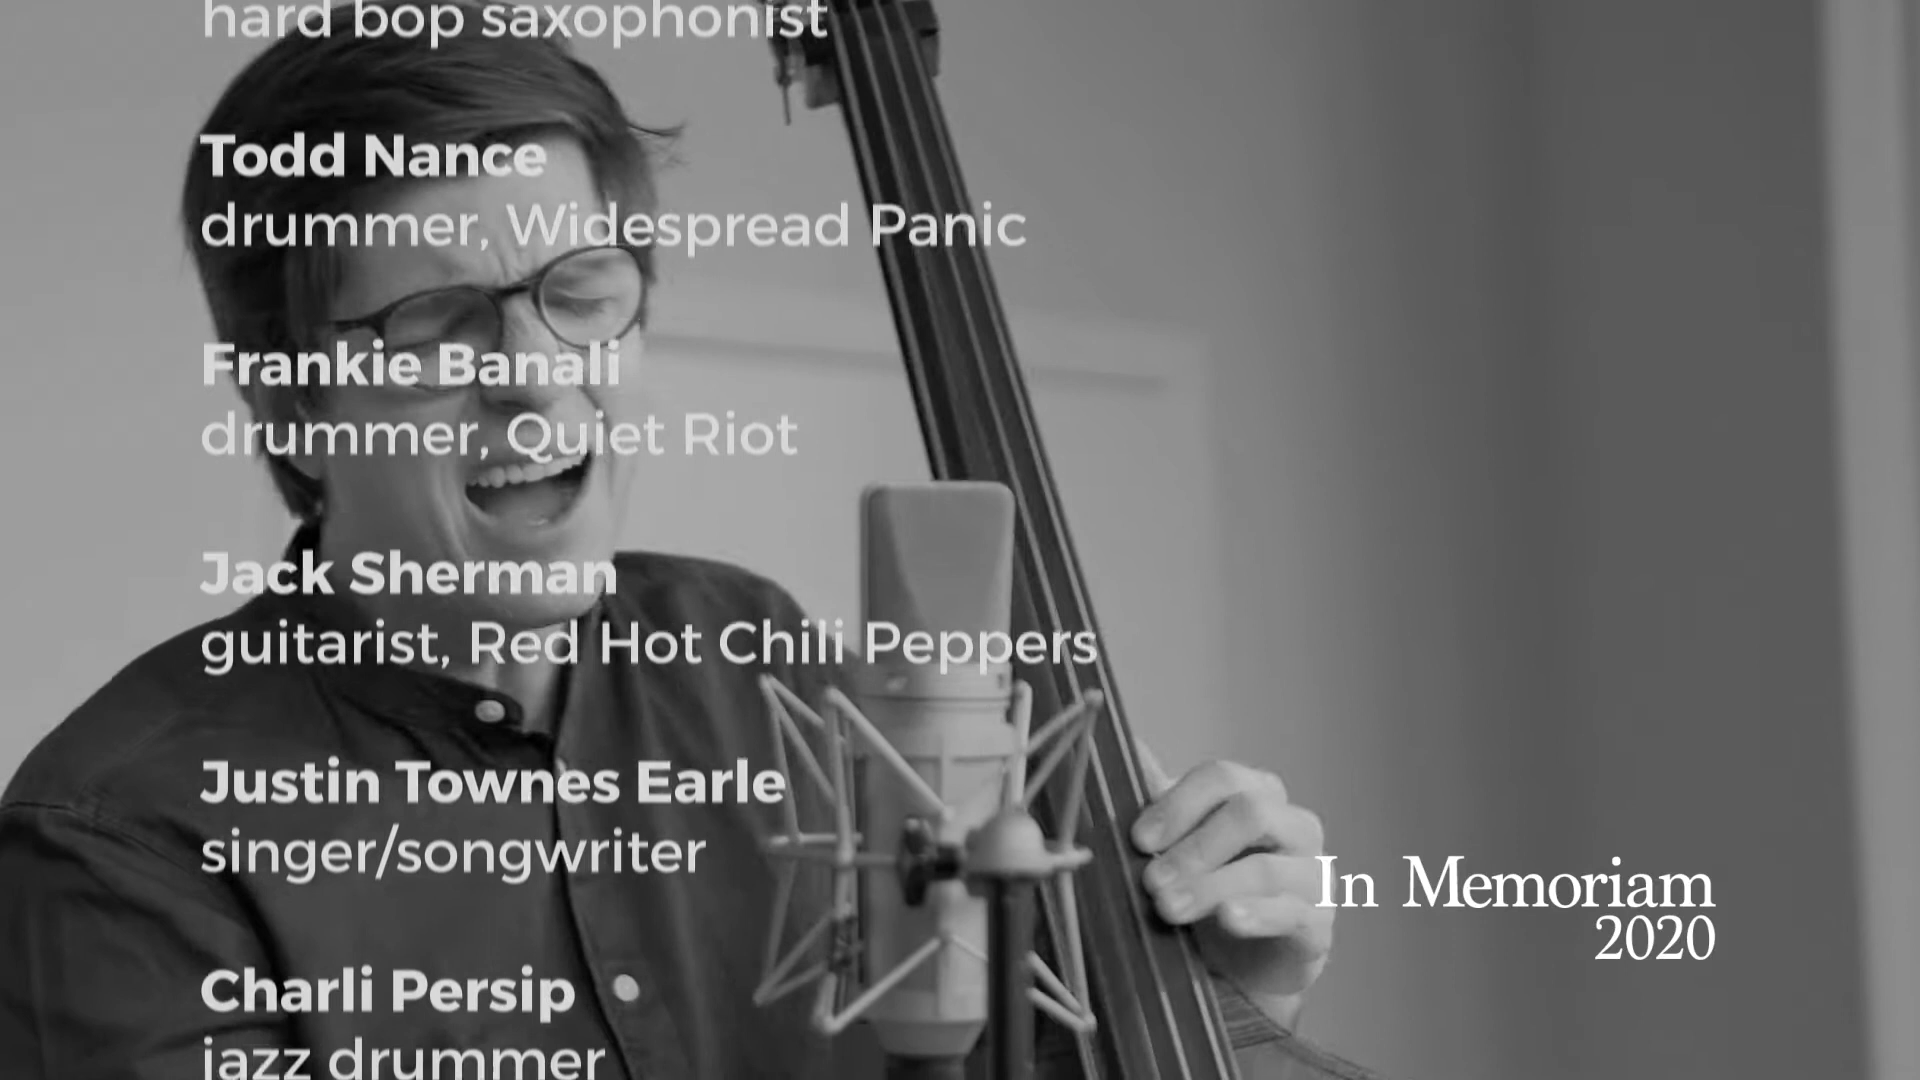 hard bop saxophonist
Todd Nance
drummer, Widespread Panic
Frankie Banali
drummer, Quiet Riot
Jack Sherman
guitarist, Red Hot Chili Peppers
Justin Townes Earle
singer/songwriter
Charli Persip
jazz drummer
In Memoriam
2020